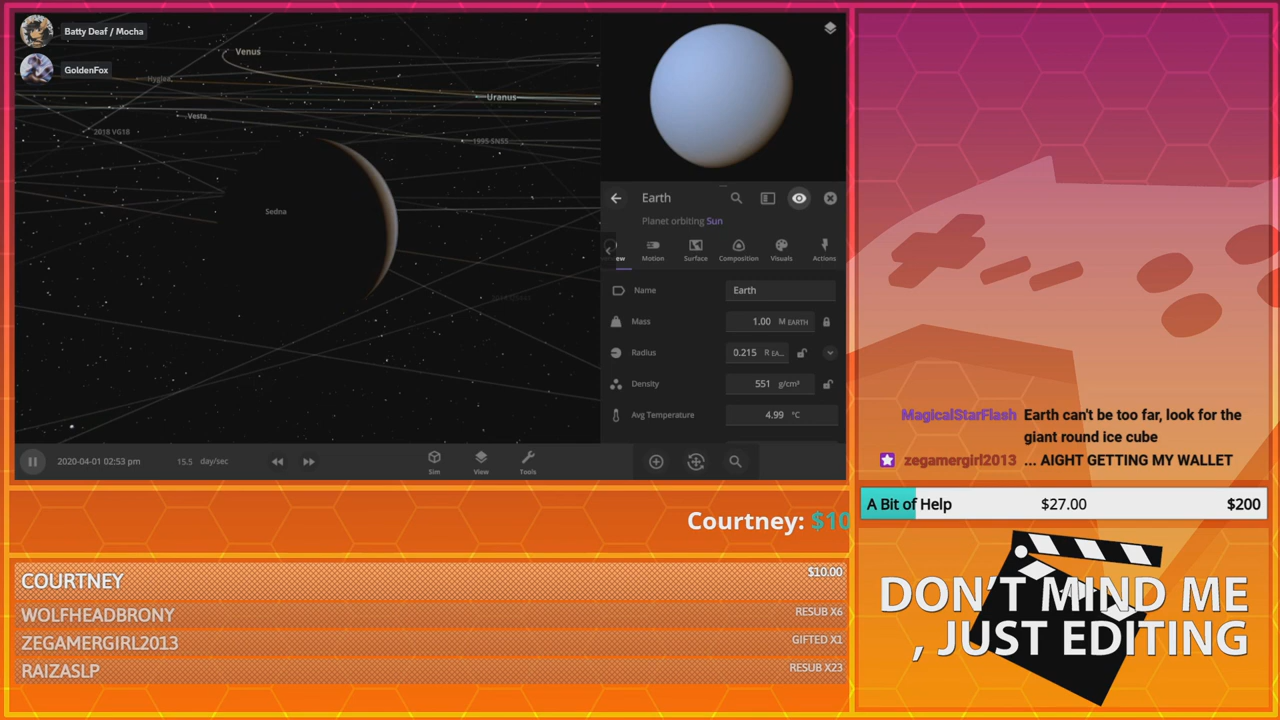 Batty Deaf / Mocha
GoldenFox
Venus
Hygiea
Uranus
Vesta
2018 VG18
1995 SN55
Sedna
Earth
Planet orbiting Sun
ew
Motion
Surface
Composition
Visuals
Actions
Name
Earth
Mass
1.00 M EARTH
Radius
0.215 R EA...
Density
551 g/cm³
Avg Temperature
4.99 °C
2020-04-01 02:53 pm
15.5 day/sec
Sim
View
Tools
MagicalStarFlash Earth can't be too far, look for the
giant round ice cube
zegamergirl2013 ... AIGHT GETTING MY WALLET
A Bit of Help $27.00 $200
Courtney: $10
COURTNEY $10.00
WOLFHEADBRONY RESUB X6
ZEGAMERGIRL2013 GIFTED X1
RAIZASLP RESUB X23
DON'T MIND ME
, JUST EDITING